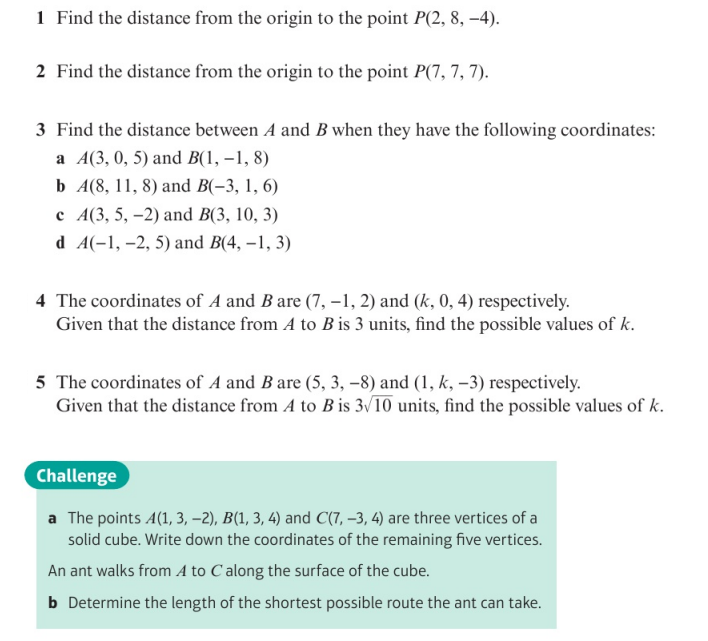 1 Find the distance from the origin to the point P(2, 8, −4).
2 Find the distance from the origin to the point P(7, 7, 7).
3 Find the distance between A and B when they have the following coordinates:
a A(3, 0, 5) and B(1, −1, 8)
b A(8, 11, 8) and B(−3, 1, 6)
c A(3, 5, −2) and B(3, 10, 3)
d A(−1, −2, 5) and B(4, −1, 3)
4 The coordinates of A and B are (7, −1, 2) and (k, 0, 4) respectively.
Given that the distance from A to B is 3 units, find the possible values of k.
5 The coordinates of A and B are (5, 3, −8) and (1, k, −3) respectively.
Given that the distance from A to B is 3√10 units, find the possible values of k.
Challenge
a The points A(1, 3, −2), B(1, 3, 4) and C(7, −3, 4) are three vertices of a
solid cube. Write down the coordinates of the remaining five vertices.
An ant walks from A to C along the surface of the cube.
b Determine the length of the shortest possible route the ant can take.